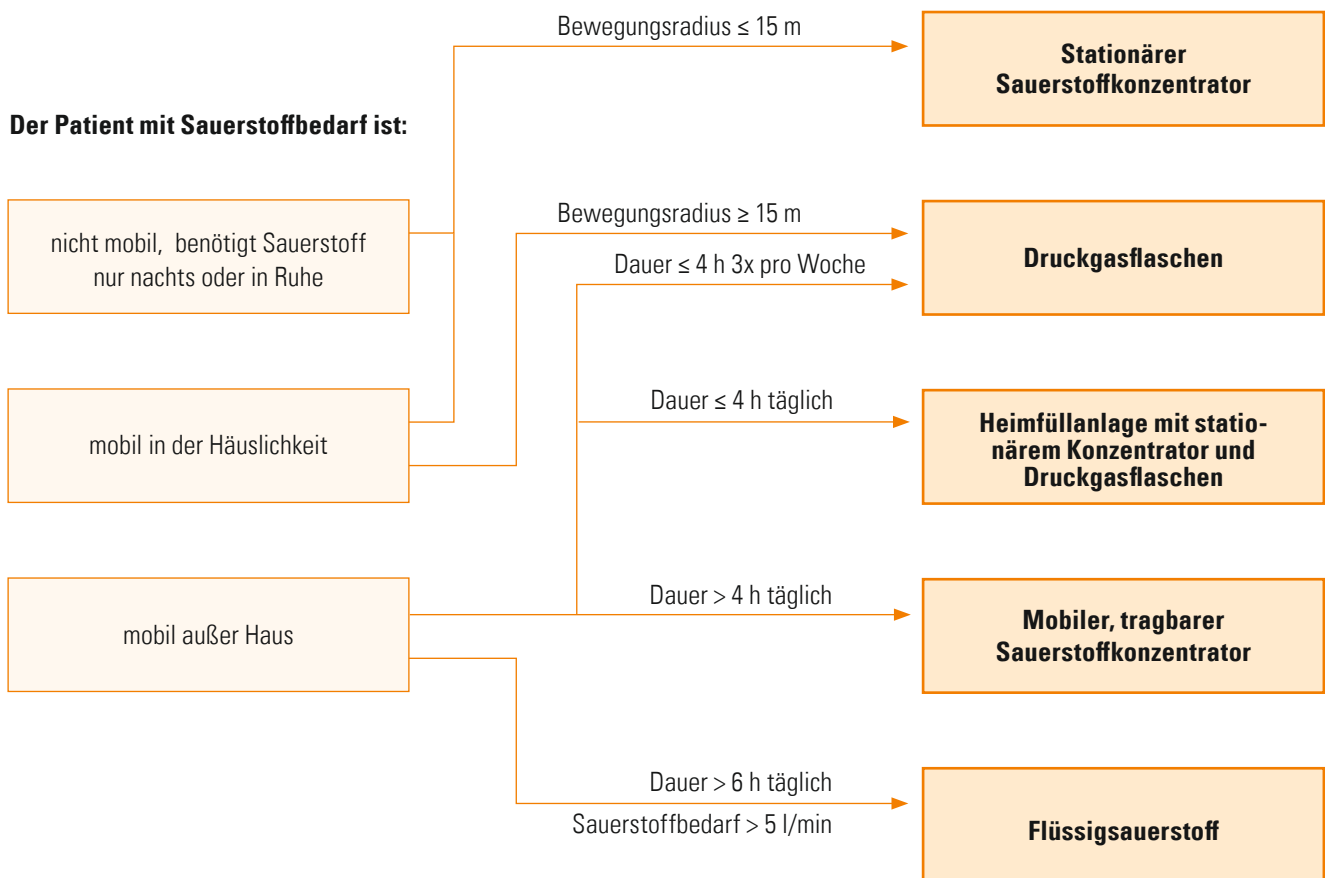 Bewegungsradius ≤ 15 m
Stationärer
Sauerstoffkonzentrator
Der Patient mit Sauerstoffbedarf ist:
nicht mobil, benötigt Sauerstoff
nur nachts oder in Ruhe
Bewegungsradius ≥ 15 m
Dauer ≤ 4 h 3x pro Woche
Druckgasflaschen
mobil in der Häuslichkeit
Dauer ≤ 4 h täglich
Heimfüllanlage mit statio-
närem Konzentrator und
Druckgasflaschen
mobil außer Haus
Dauer > 4 h täglich
Mobiler, tragbarer
Sauerstoffkonzentrator
Dauer > 6 h täglich
Sauerstoffbedarf > 5 l/min
Flüssigsauerstoff